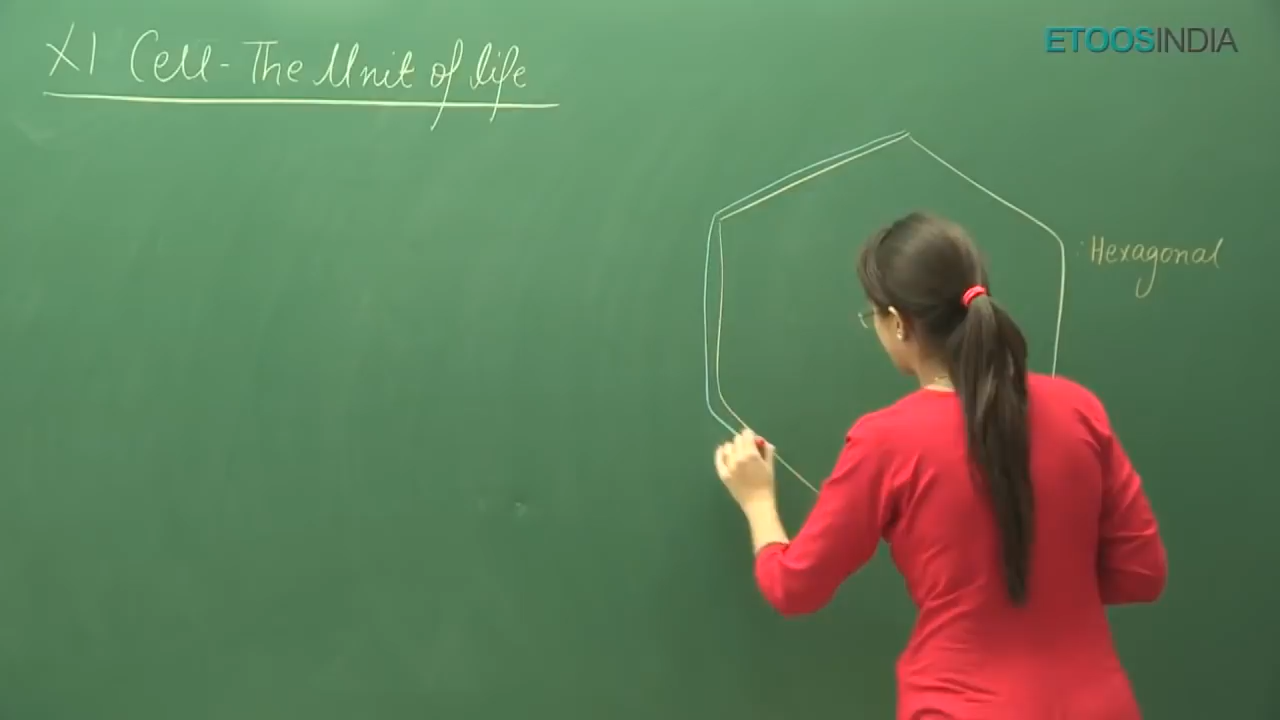 XI Cell - The Unit of life
ETOOSINDIA
: Hexagonal